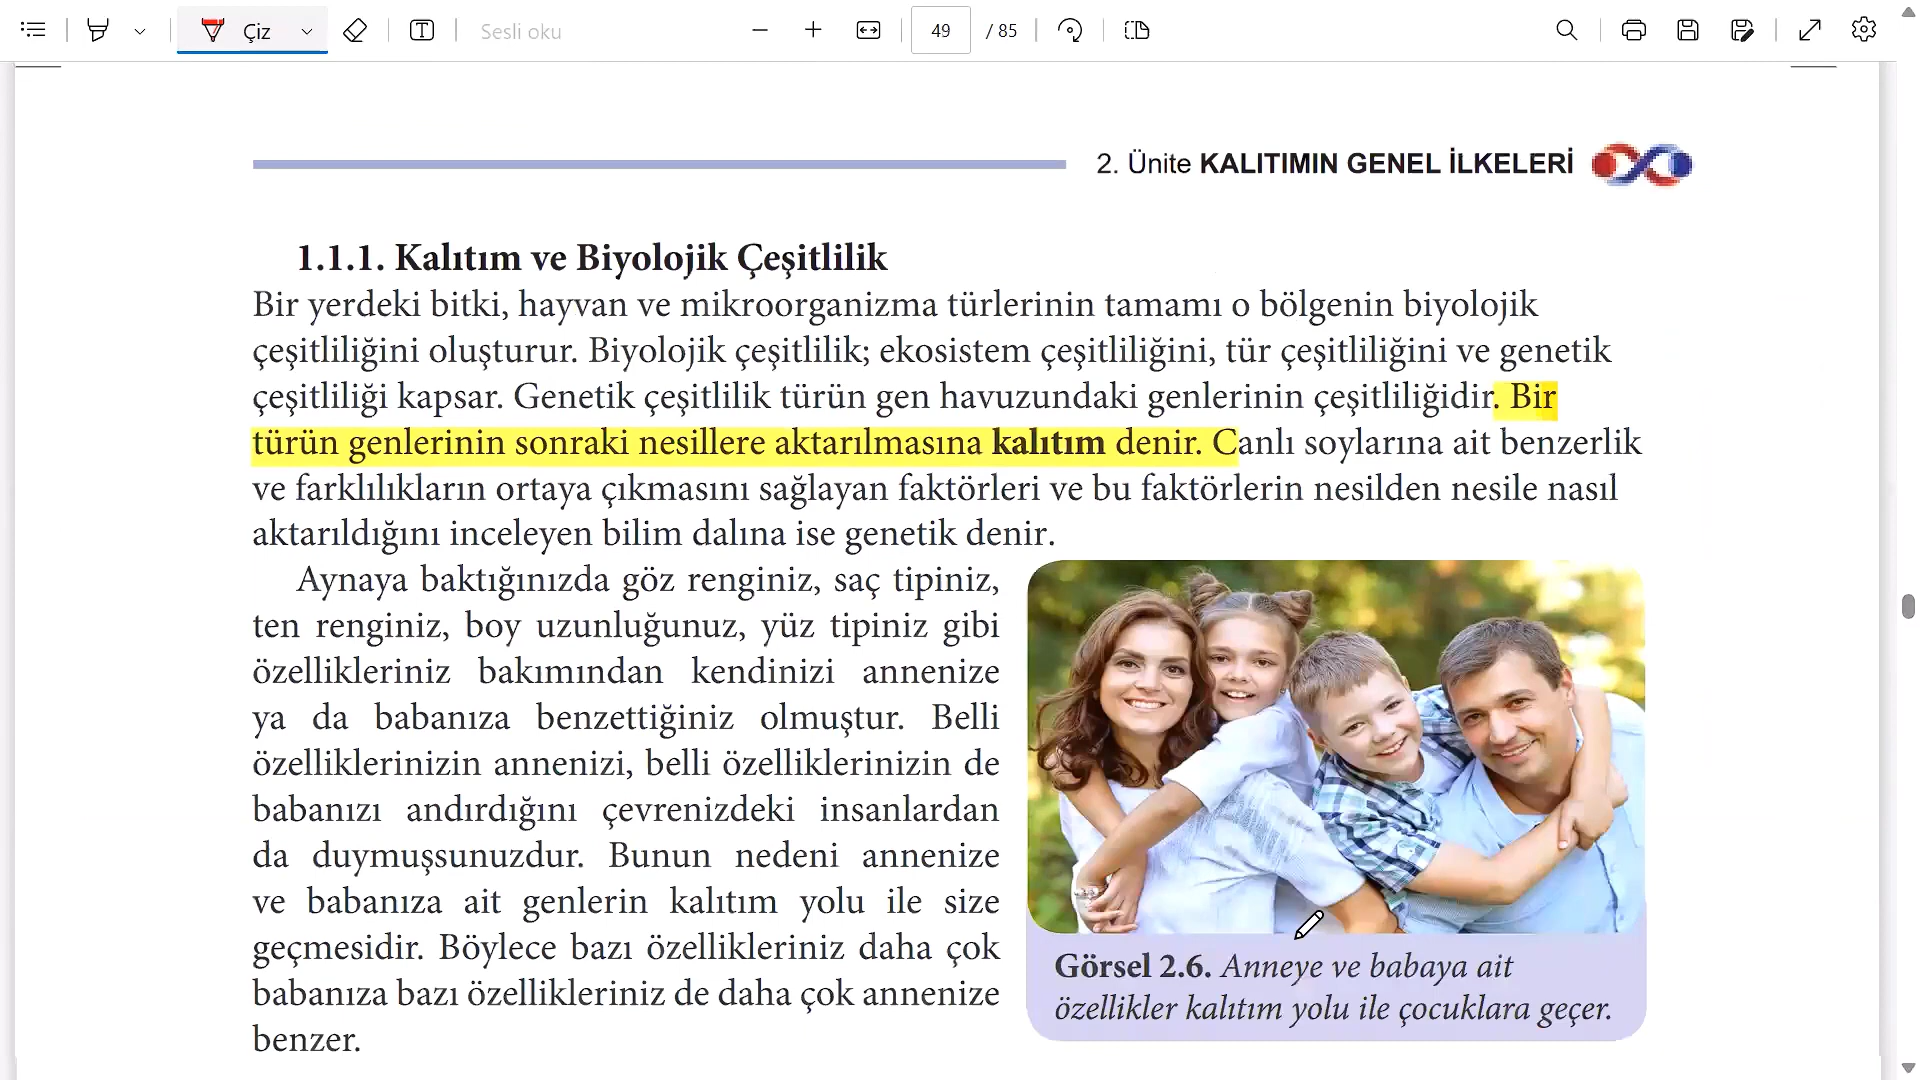 Çiz
Sesli oku
49 / 85
2. Ünite KALITIMIN GENEL İLKELERİ
1.1.1. Kalıtım ve Biyolojik Çeşitlilik
Bir yerdeki bitki, hayvan ve mikroorganizma türlerinin tamamı o bölgenin biyolojik
çeşitliliğini oluşturur. Biyolojik çeşitlilik; ekosistem çeşitliliğini, tür çeşitliliğini ve genetik
çeşitliliği kapsar. Genetik çeşitlilik türün gen havuzundaki genlerinin çeşitliliğidir. Bir
türün genlerinin sonraki nesillere aktarılmasına kalıtım denir. Canlı soylarına ait benzerlik
ve farklılıkların ortaya çıkmasını sağlayan faktörleri ve bu faktörlerin nesilden nesile nasıl
aktarıldığını inceleyen bilim dalına ise genetik denir.
Aynaya baktığınızda göz renginiz, saç tipiniz,
ten renginiz, boy uzunluğunuz, yüz tipiniz gibi
özellikleriniz bakımından kendinizi annenize
ya da babanıza benzettiğiniz olmuştur. Belli
özelliklerinizin annenizi, belli özelliklerinizin de
babanızı andırdığını çevrenizdeki insanlardan
da duymuşsunuzdur. Bunun nedeni annenize
ve babanıza ait genlerin kalıtım yolu ile size
geçmesidir. Böylece bazı özellikleriniz daha çok
babanıza bazı özellikleriniz de daha çok annenize
benzer.
Görsel 2.6. Anneye ve babaya ait
özellikler kalıtım yolu ile çocuklara geçer.